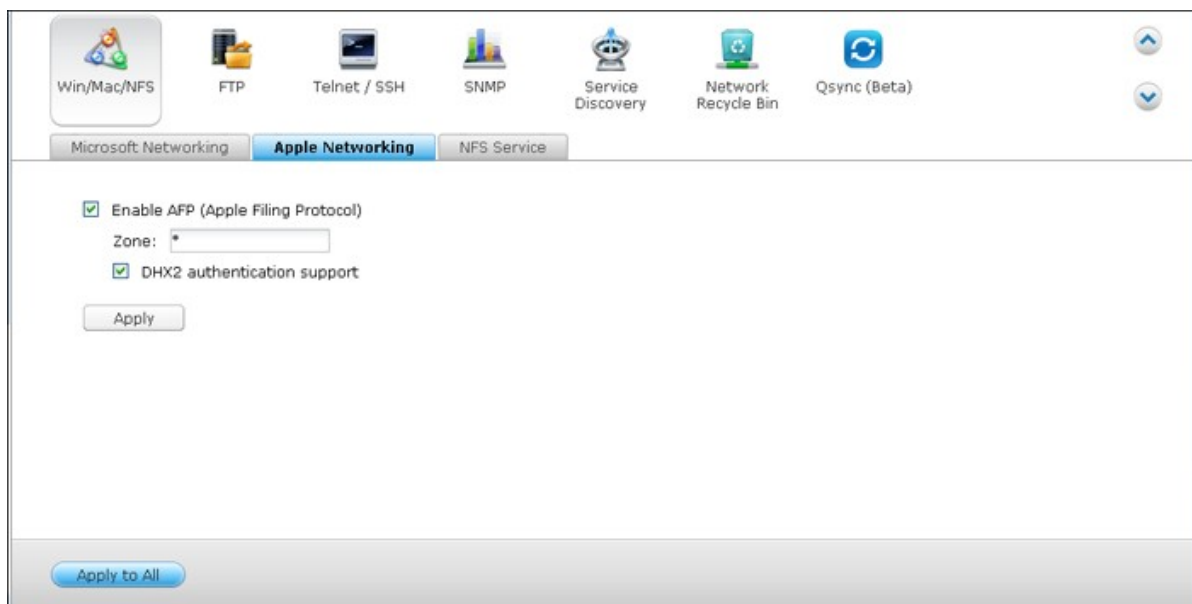 Win/Mac/NFS
FTP
Telnet / SSH
SNMP
Service
Discovery
Network
Recycle Bin
Qsync (Beta)
Microsoft Networking
Apple Networking
NFS Service
Enable AFP (Apple Filing Protocol)
Zone: *
DHX2 authentication support
Apply
Apply to All